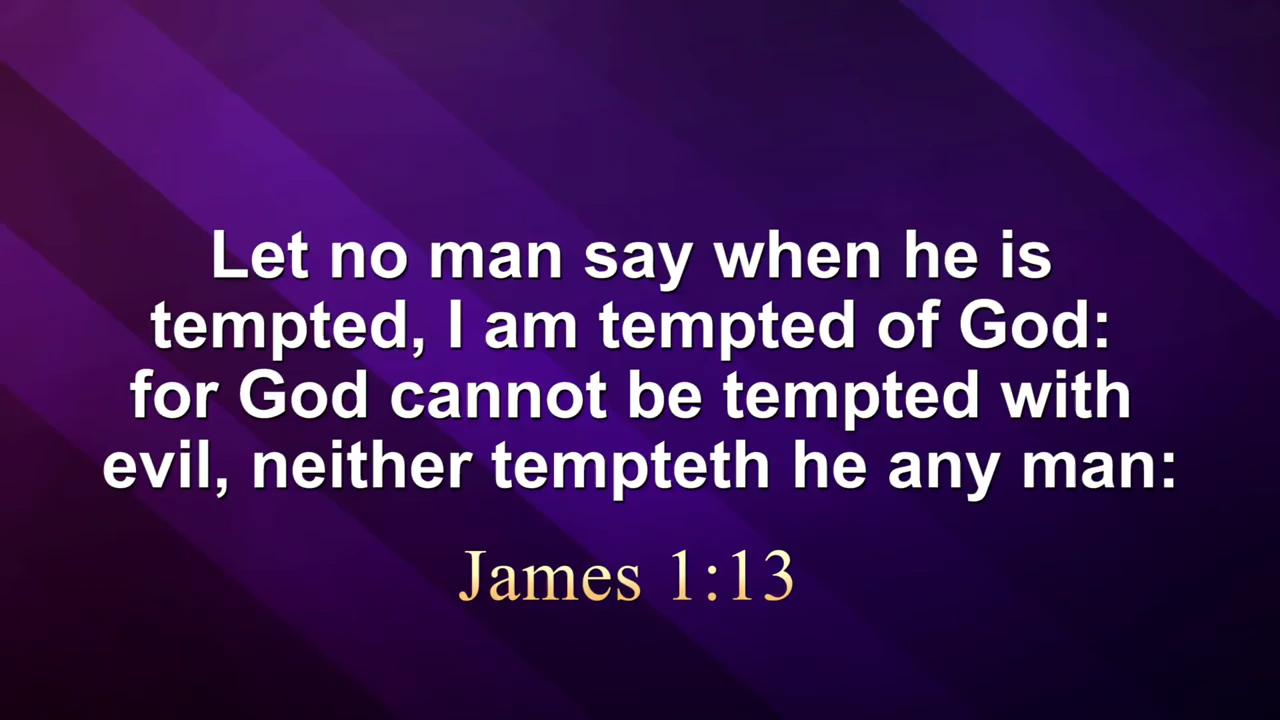 Let no man say when he is
tempted, I am tempted of God:
for God cannot be tempted with
evil, neither tempteth he any man:
James 1:13